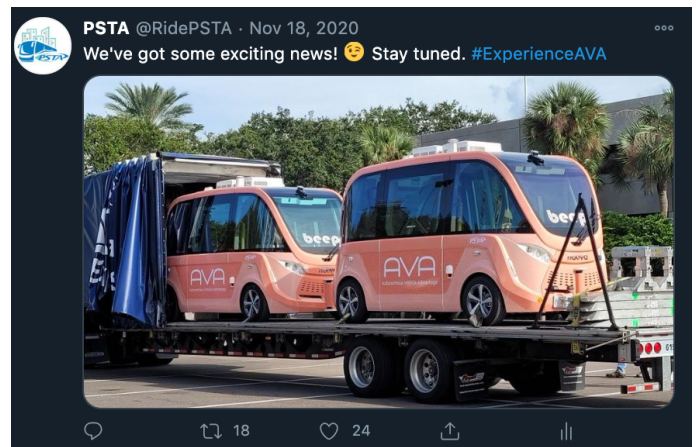 PSTA @RidePSTA · Nov 18, 2020
We've got some exciting news! 😉 Stay tuned. #ExperienceAVA
PSTA
beep
beep
AVA
AVA
18
24